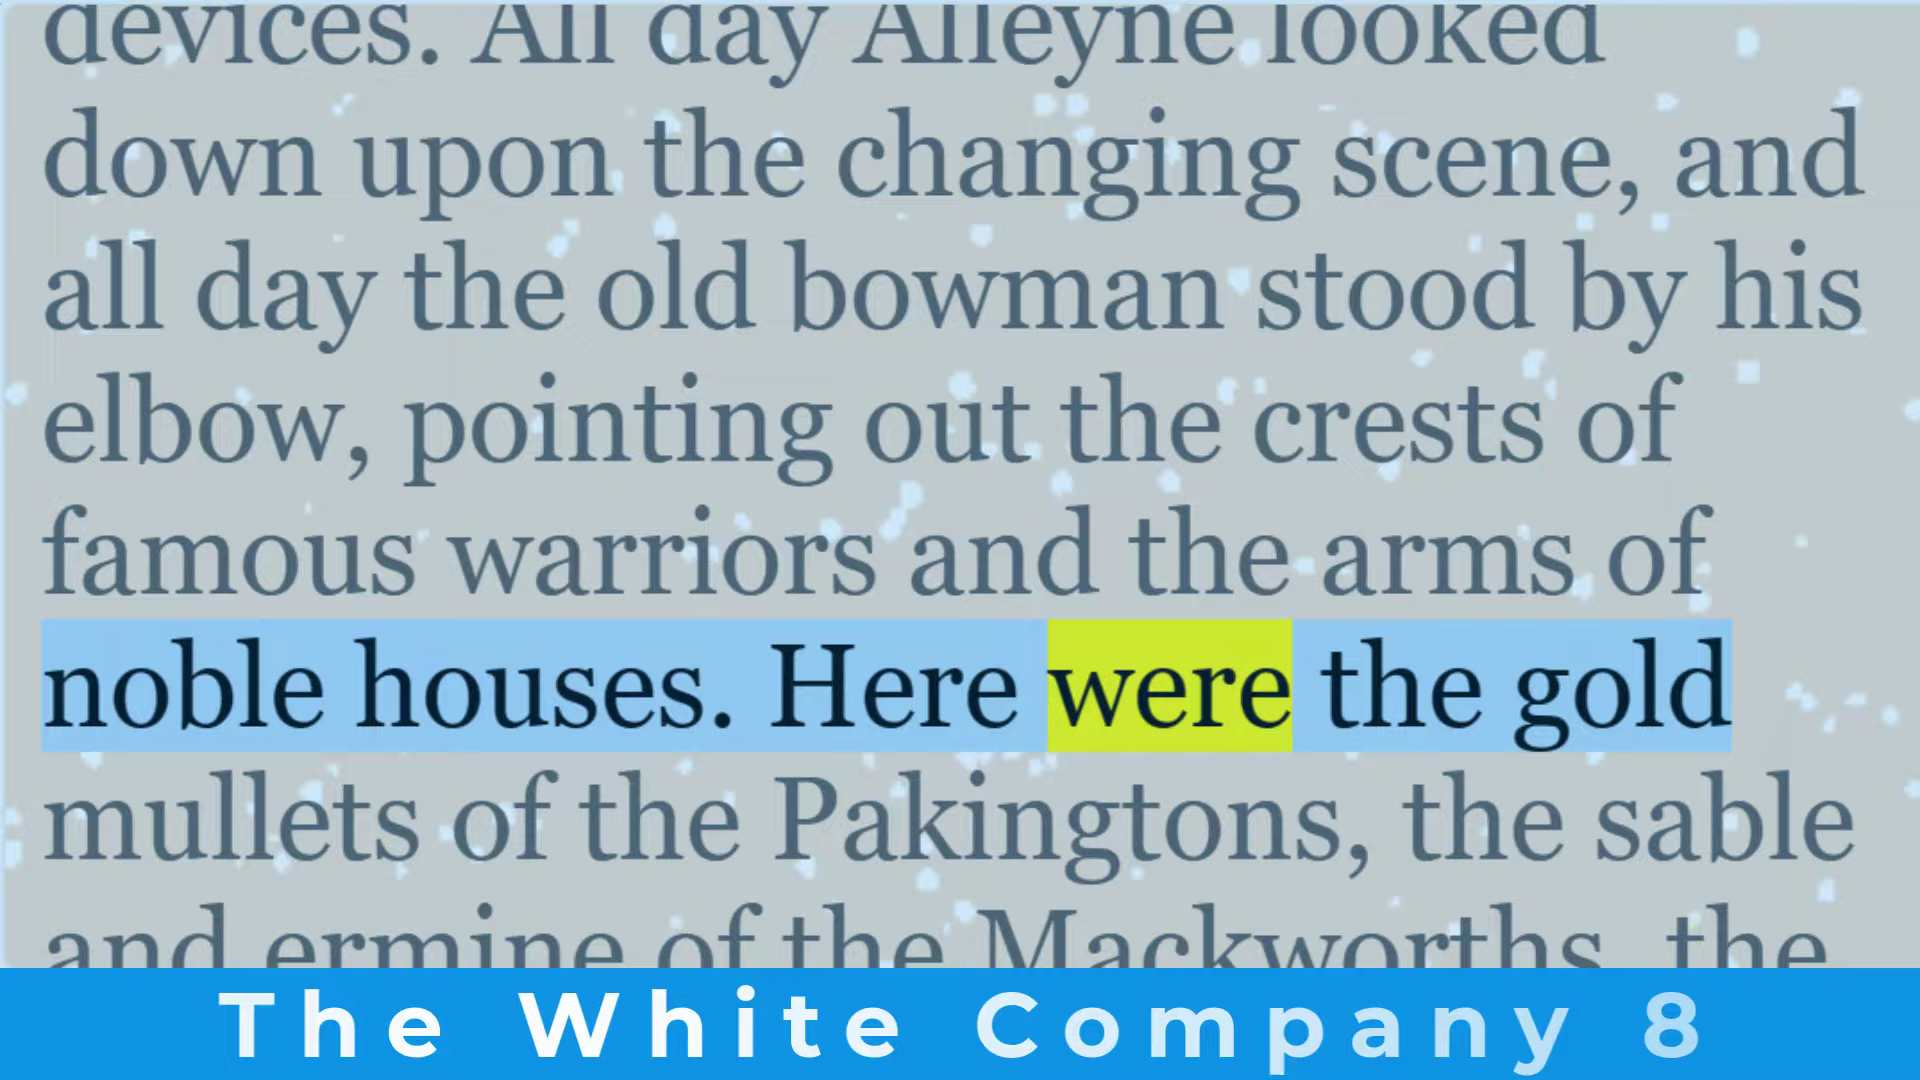 devices. All day Alleyne looked
down upon the changing scene, and
all day the old bowman stood by his
elbow, pointing out the crests of
famous warriors and the arms of
noble houses. Here were the gold
mullets of the Pakingtons, the sable
and ermine of the Mackworths, the
The White Company 8